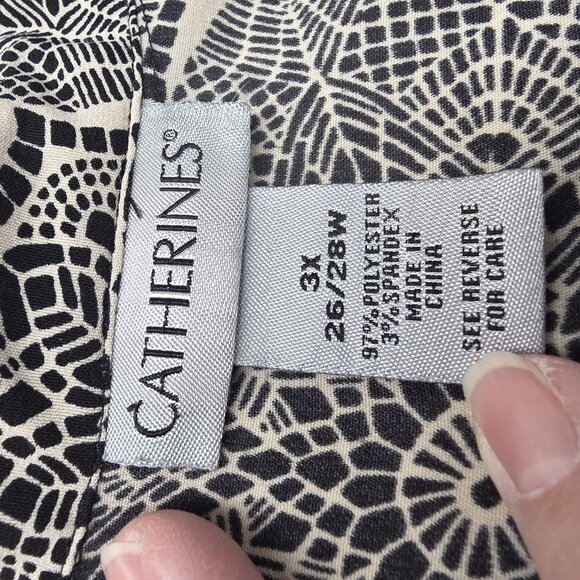 CATHERINES®
3X
26/28W
97%POLYESTER
3%SPANDEX
MADE IN
CHINA
SEE REVERSE
FOR CARE